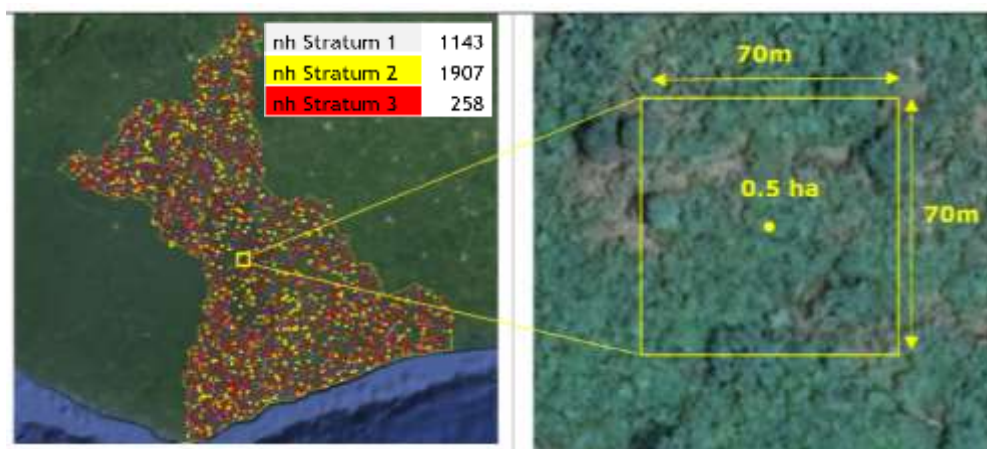 nh Stratum 1 1143
nh Stratum 2 1907
nh Stratum 3 258
70m
0.5 ha
70m